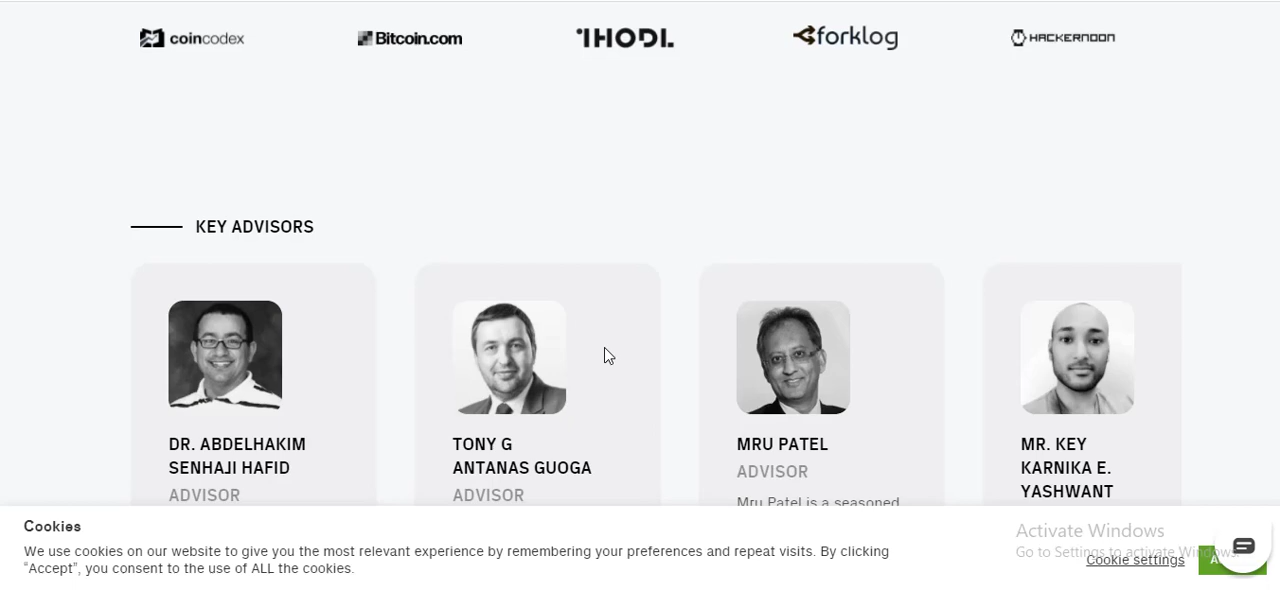 coincodex
Bitcoin.com
1HODL.
forklog
HACKERNOON
KEY ADVISORS
DR. ABDELHAKIM
SENHAJI HAFID
ADVISOR
TONY G
ANTANAS GUOGA
ADVISOR
MRU PATEL
ADVISOR
Mru Patel is a seasoned
MR. KEY
KARNIKA E.
YASHWANT
Cookies
We use cookies on our website to give you the most relevant experience by remembering your preferences and repeat visits. By clicking
“Accept”, you consent to the use of ALL the cookies.
Cookie settings
Activate Windows
Go to Settings to activate Windows.